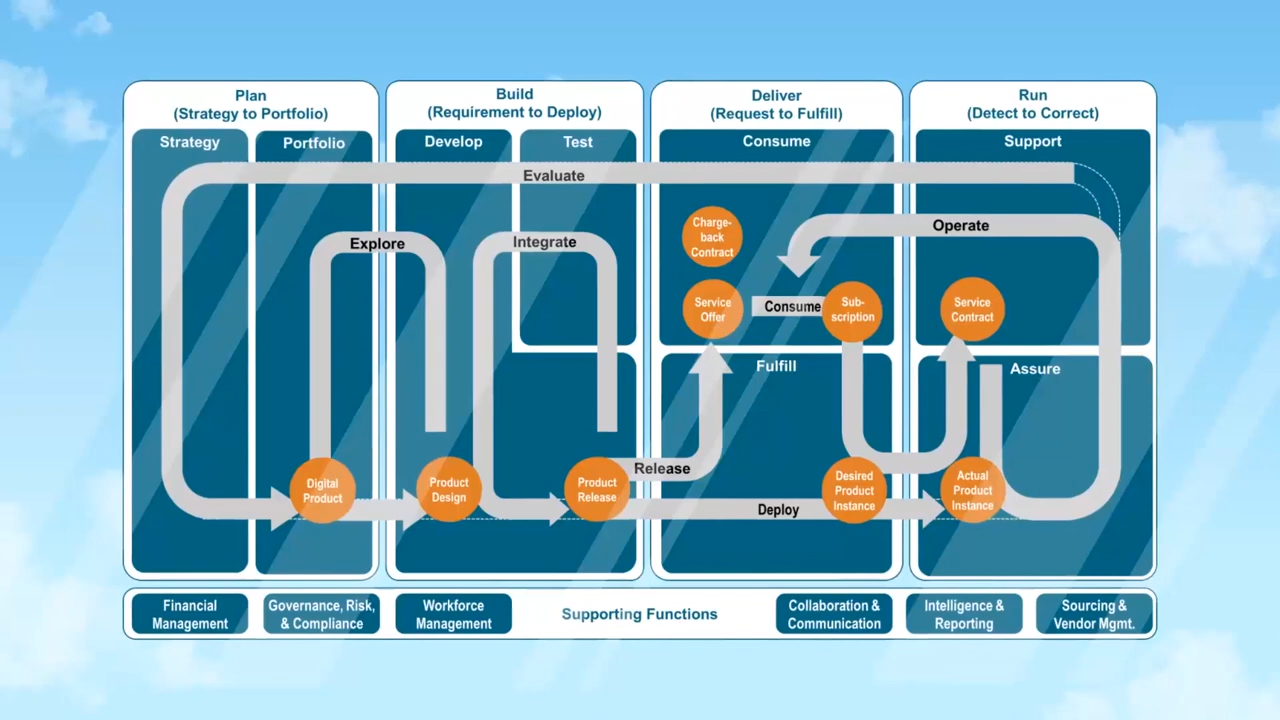 Plan
(Strategy to Portfolio)
Build
(Requirement to Deploy)
Deliver
(Request to Fulfill)
Run
(Detect to Correct)
Strategy
Portfolio
Develop
Test
Consume
Support
Evaluate
Explore
Integrate
Charge-
back
Contract
Operate
Service
Offer
Consume
Sub-
scription
Service
Contract
Fulfill
Assure
Release
Digital
Product
Product
Design
Product
Release
Deploy
Desired
Product
Instance
Actual
Product
Instance
Financial
Management
Governance, Risk,
& Compliance
Workforce
Management
Supporting Functions
Collaboration &
Communication
Intelligence &
Reporting
Sourcing &
Vendor Mgmt.